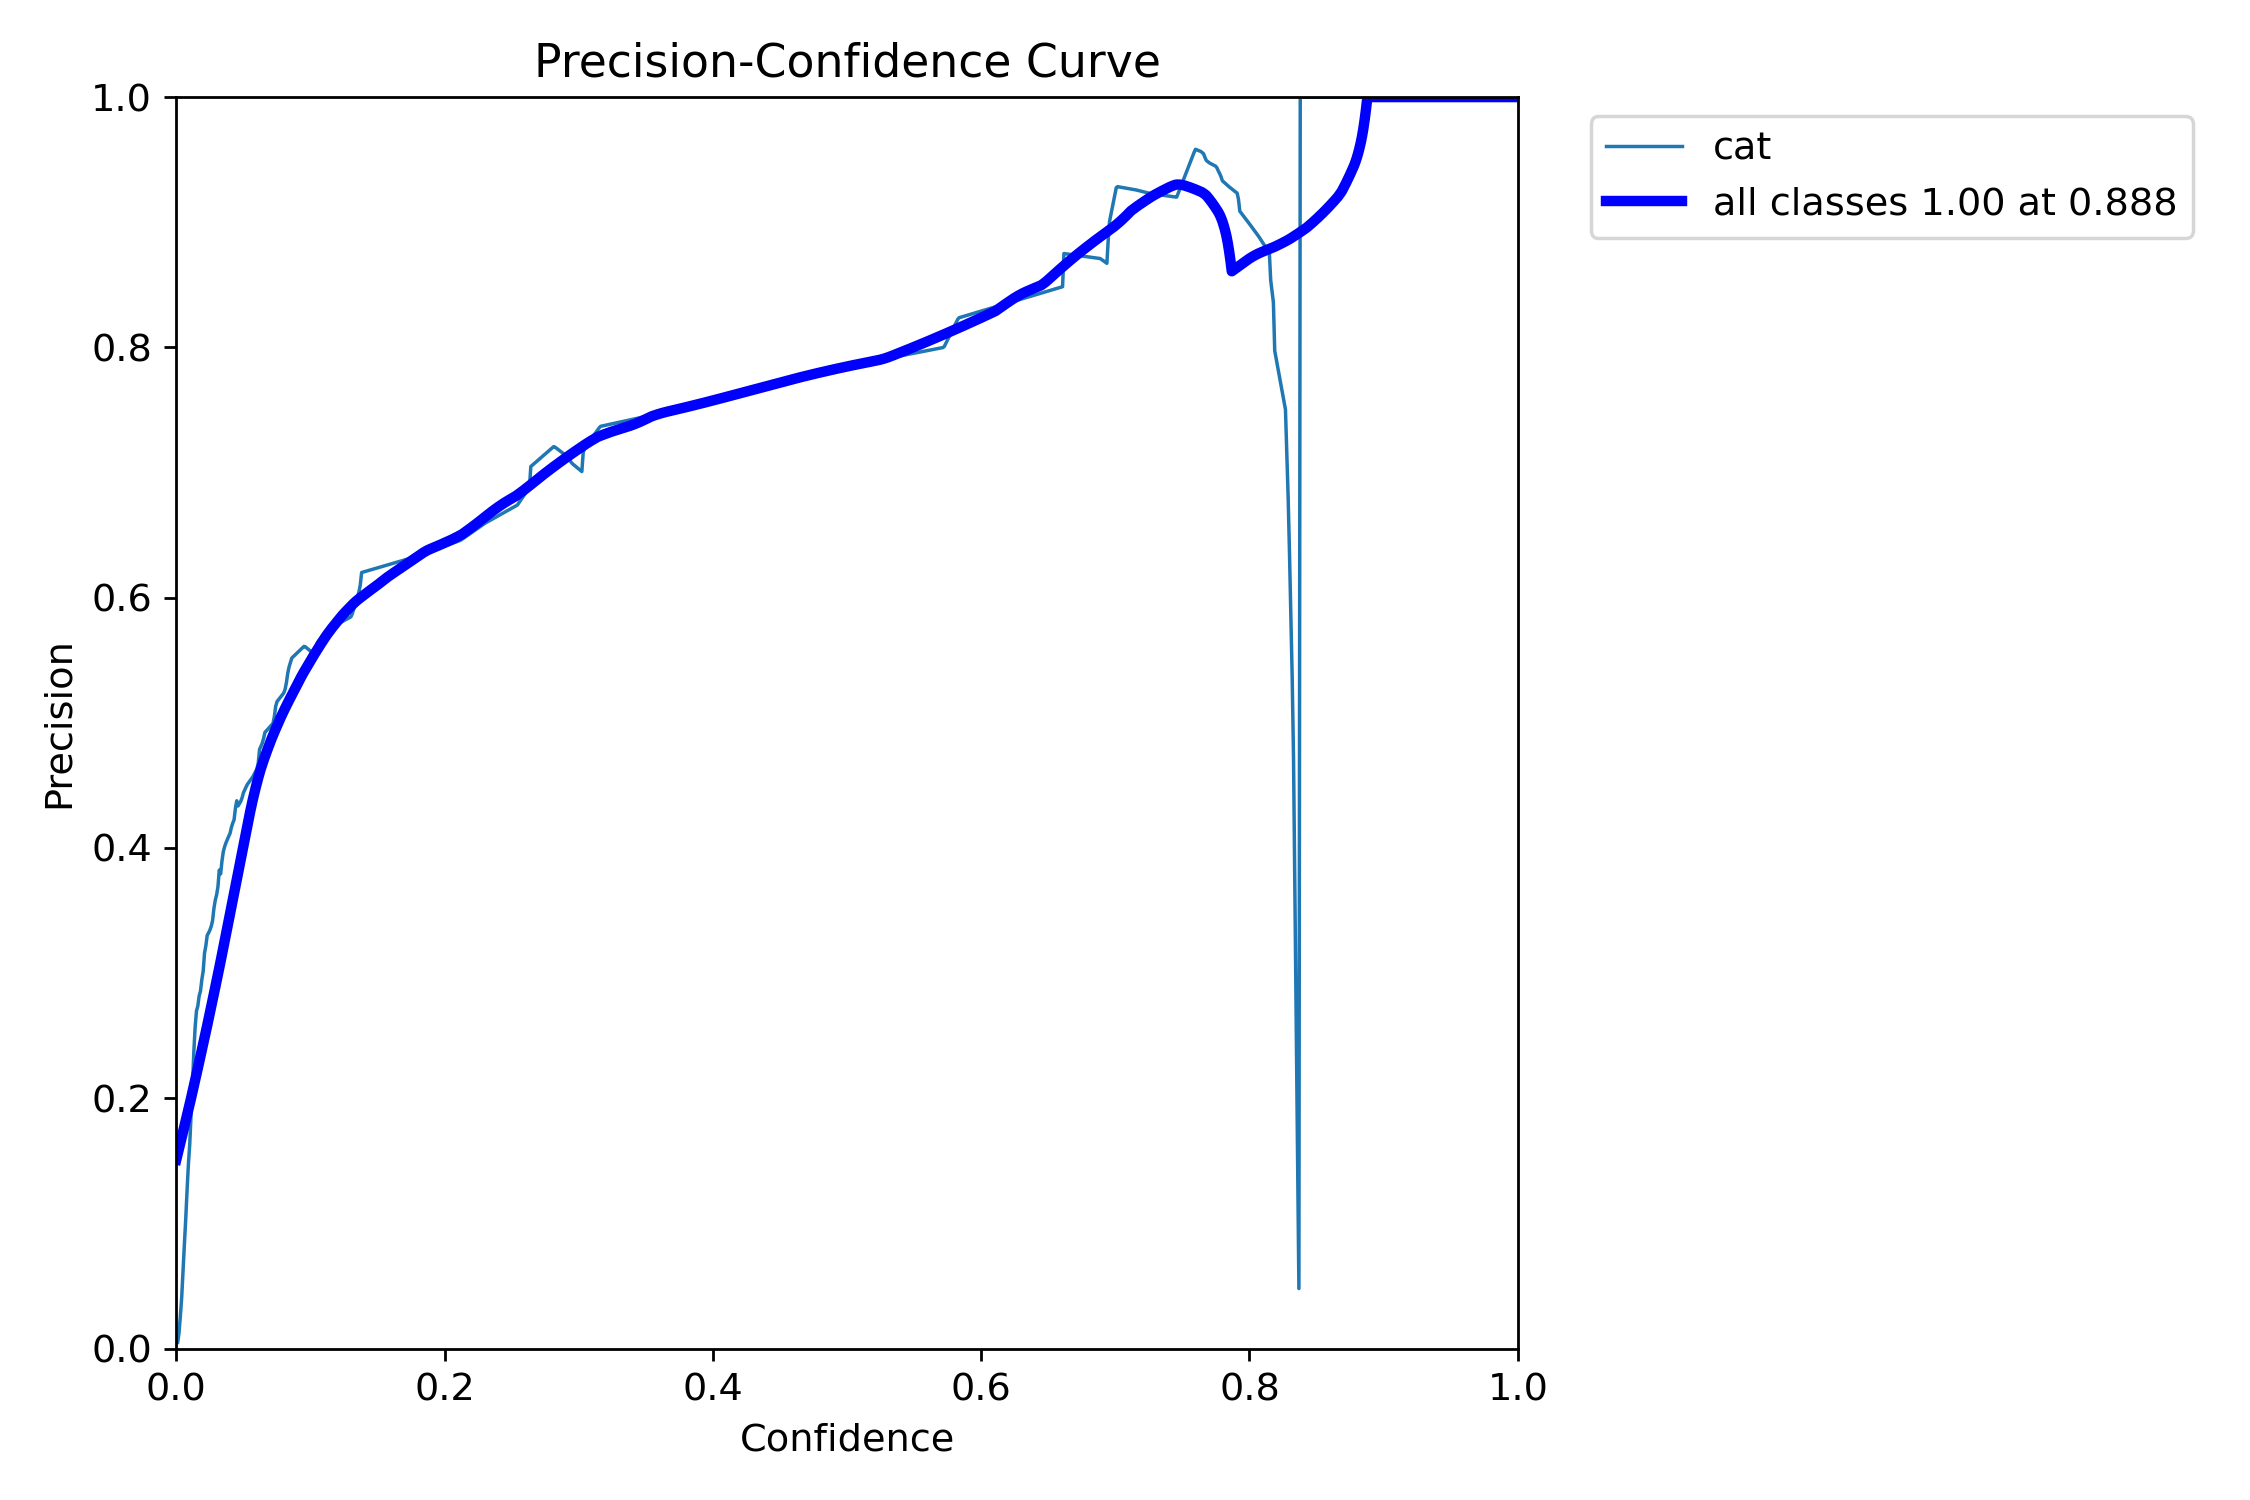 Precision-Confidence Curve
cat
all classes 1.00 at 0.888
1.0
0.8
0.6
0.4
0.2
0.0
Precision
0.0 0.2 0.4 0.6 0.8 1.0
Confidence